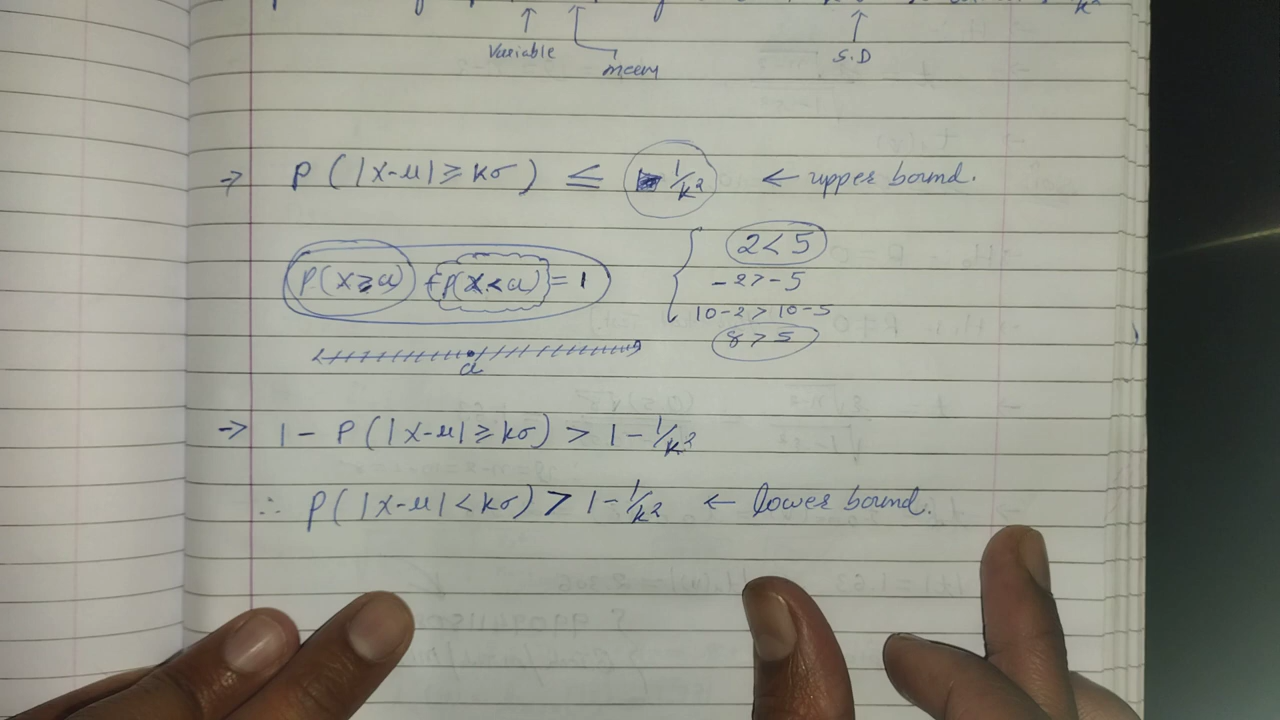 Variable
mean
S.D
→ P(|X-μ|≥kσ) ≤ 1/k² ← upper bound.
P(X≥a) + P(X<a) = 1
2<5
-2>-5
10-2>10-5
8>5
a
→ 1 - P(|X-μ|≥kσ) > 1 - 1/k²
∴ P(|X-μ|<kσ) > 1 - 1/k² ← lower bound.